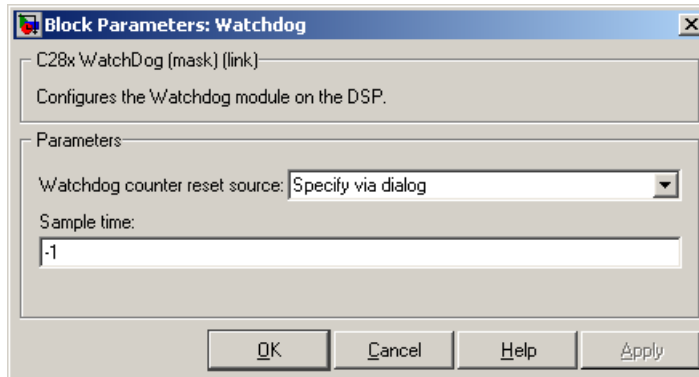 Block Parameters: Watchdog
C28x WatchDog (mask) (link)
Configures the Watchdog module on the DSP.
Parameters
Watchdog counter reset source: Specify via dialog
Sample time:
-1
OK Cancel Help Apply